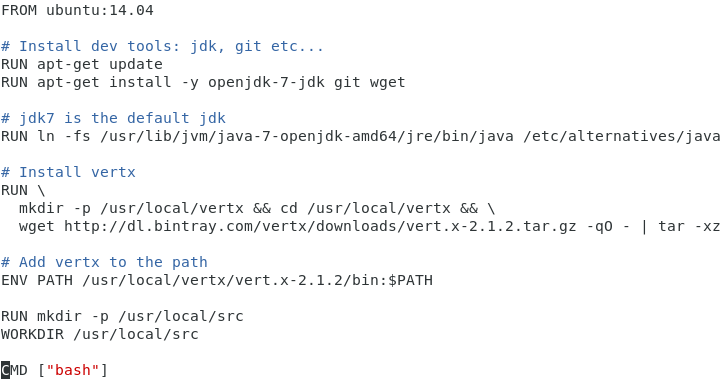 FROM ubuntu:14.04

# Install dev tools: jdk, git etc...
RUN apt-get update
RUN apt-get install -y openjdk-7-jdk git wget

# jdk7 is the default jdk
RUN ln -fs /usr/lib/jvm/java-7-openjdk-amd64/jre/bin/java /etc/alternatives/java

# Install vertx
RUN \
  mkdir -p /usr/local/vertx && cd /usr/local/vertx && \
  wget http://dl.bintray.com/vertx/downloads/vert.x-2.1.2.tar.gz -qO - | tar -xz

# Add vertx to the path
ENV PATH /usr/local/vertx/vert.x-2.1.2/bin:$PATH

RUN mkdir -p /usr/local/src
WORKDIR /usr/local/src

CMD ["bash"]